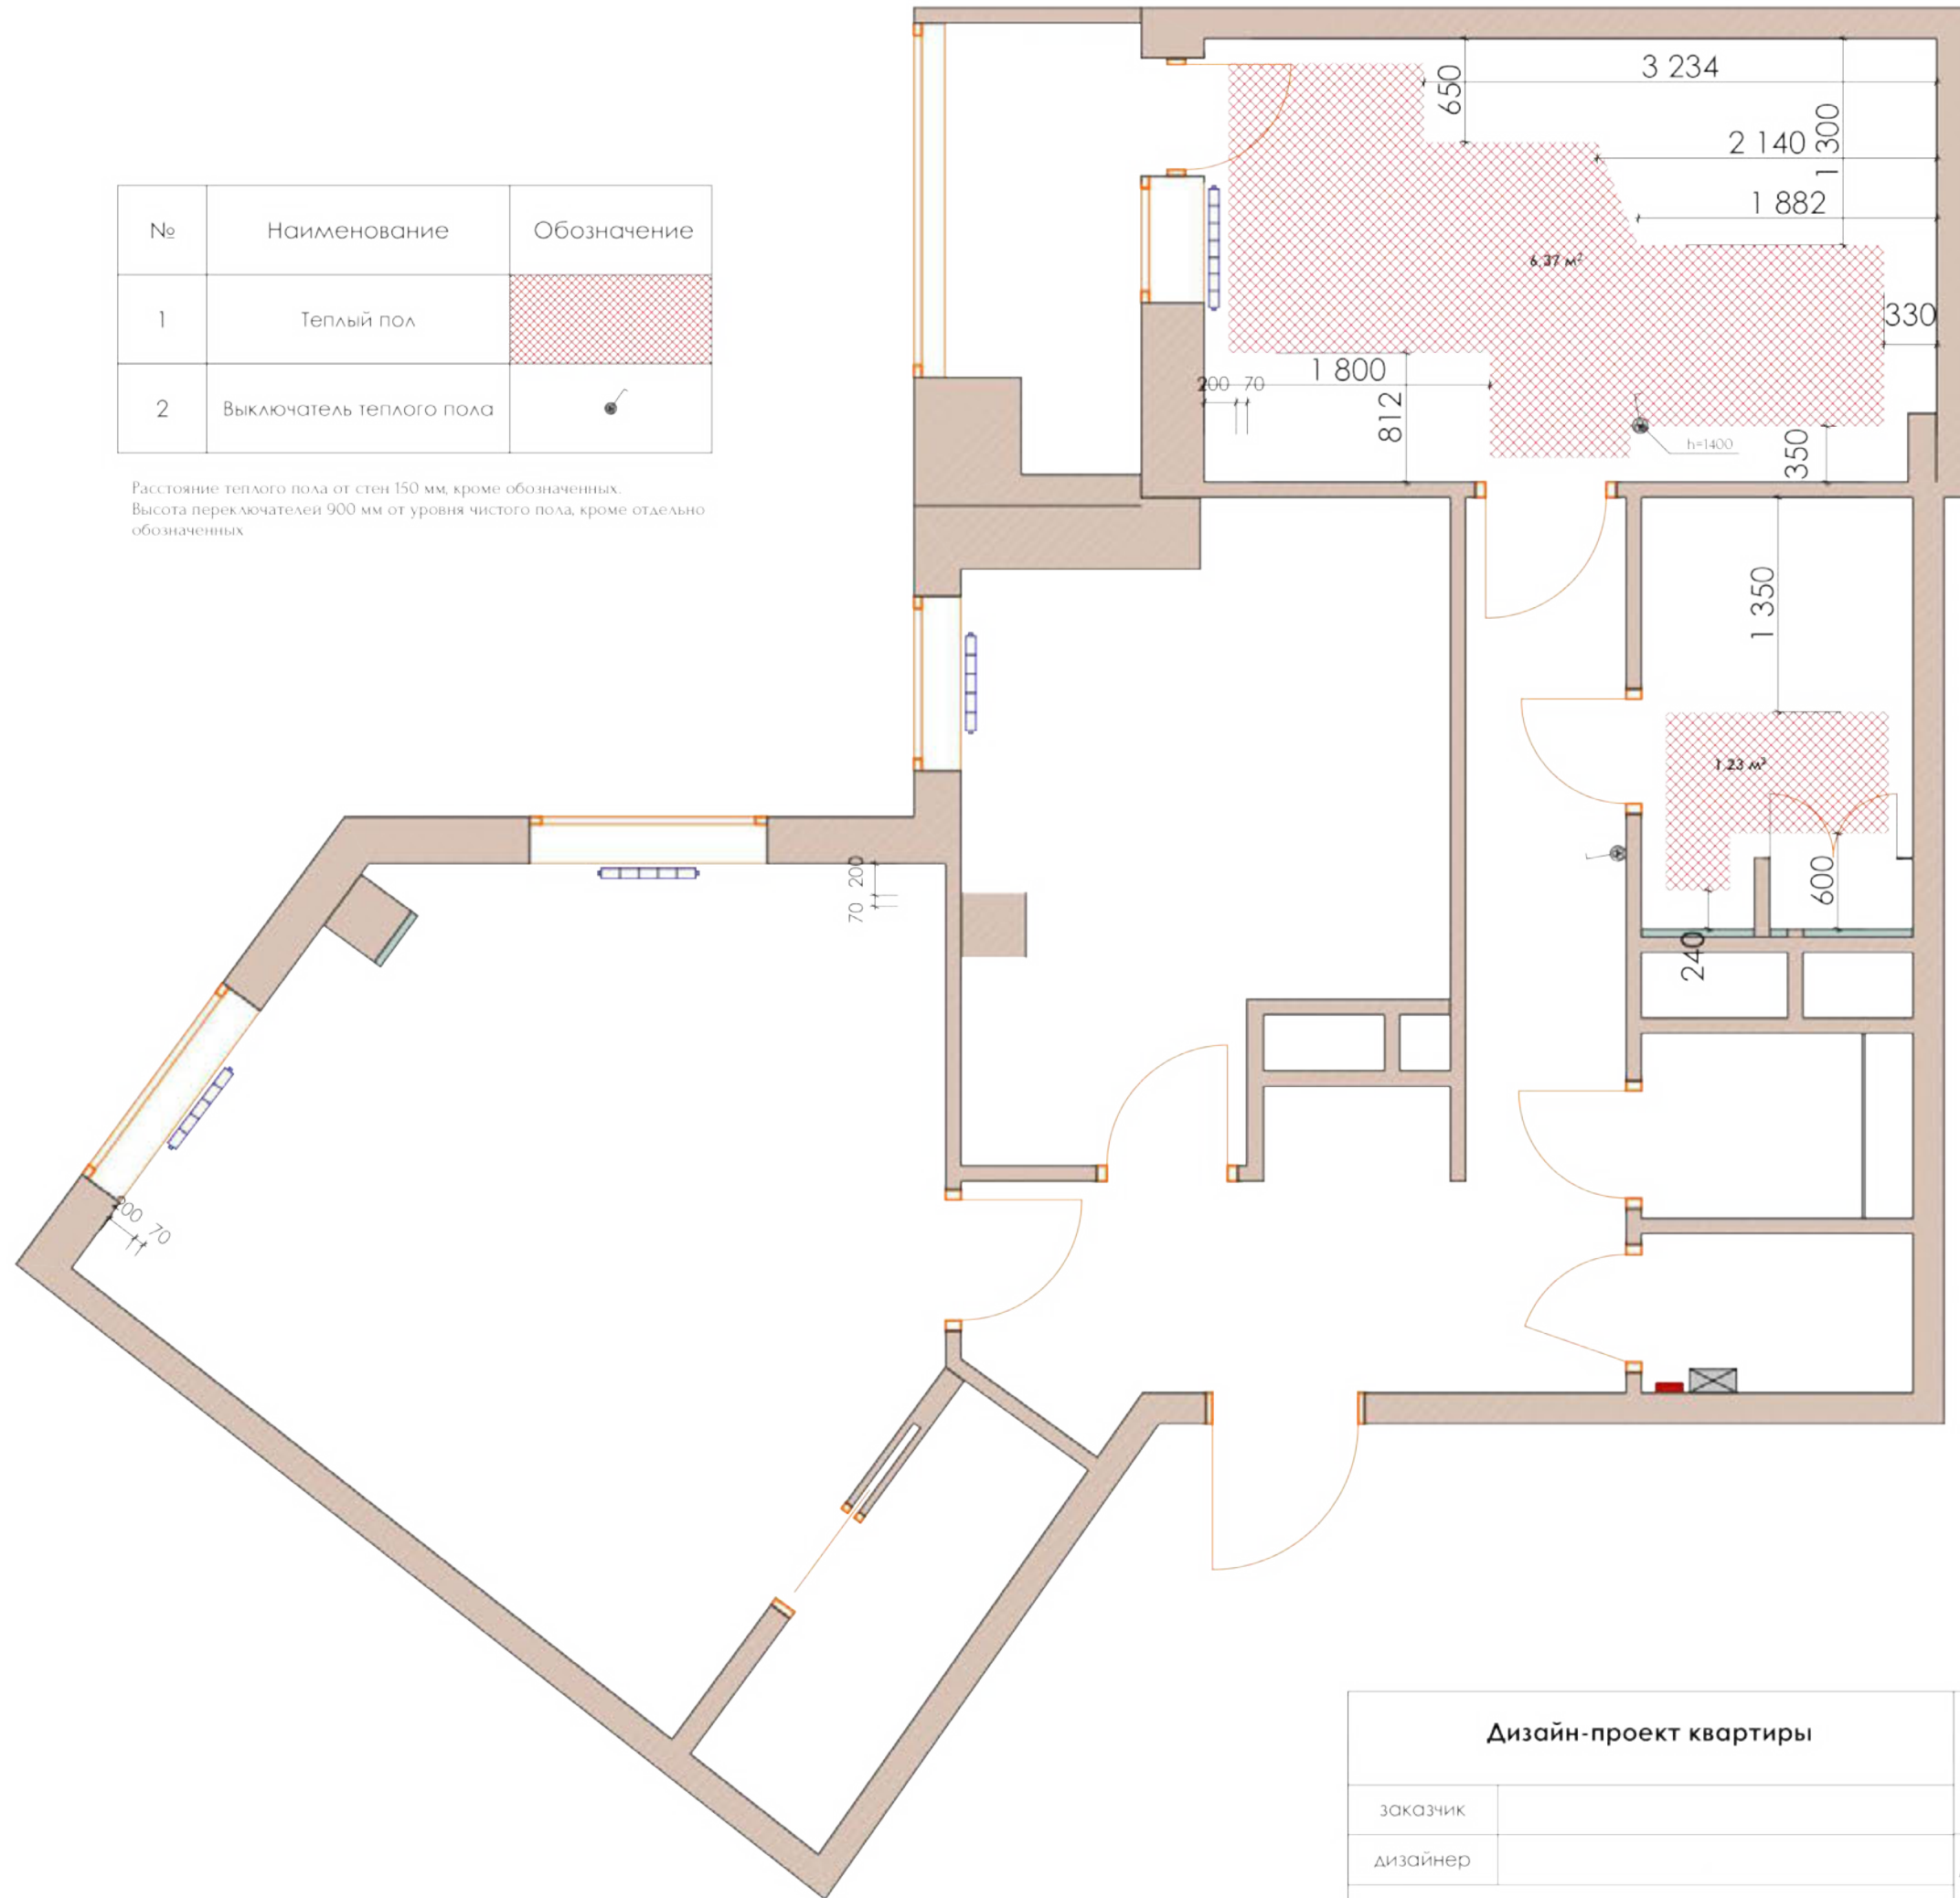 № Наименование Обозначение
1 Теплый пол
2 Выключатель теплого пола
Расстояние теплого пола от стен 150 мм, кроме обозначенных.
Высота переключателей 900 мм от уровня чистого пола, кроме отдельно
обозначенных
3 234
650
1 300
2 140
1 882
6,37 м²
330
1 800
200 70
812
h=1400
350
1 350
1,23 м²
600
240
200
70
200 70
Дизайн-проект квартиры
заказчик
дизайнер